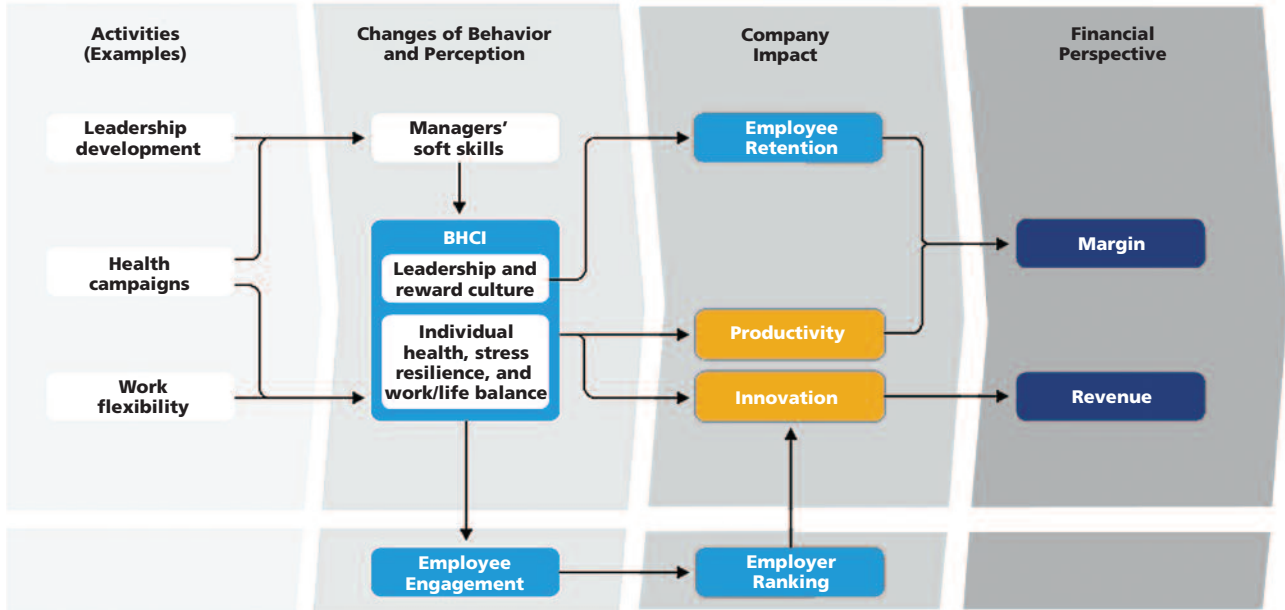 Activities
(Examples)
Changes of Behavior
and Perception
Company
Impact
Financial
Perspective
Leadership
development
Managers’
soft skills
Employee
Retention
BHCI
Margin
Health
campaigns
Leadership and
reward culture
Individual
health, stress
resilience, and
work/life balance
Productivity
Work
flexibility
Innovation
Revenue
Employee
Engagement
Employer
Ranking